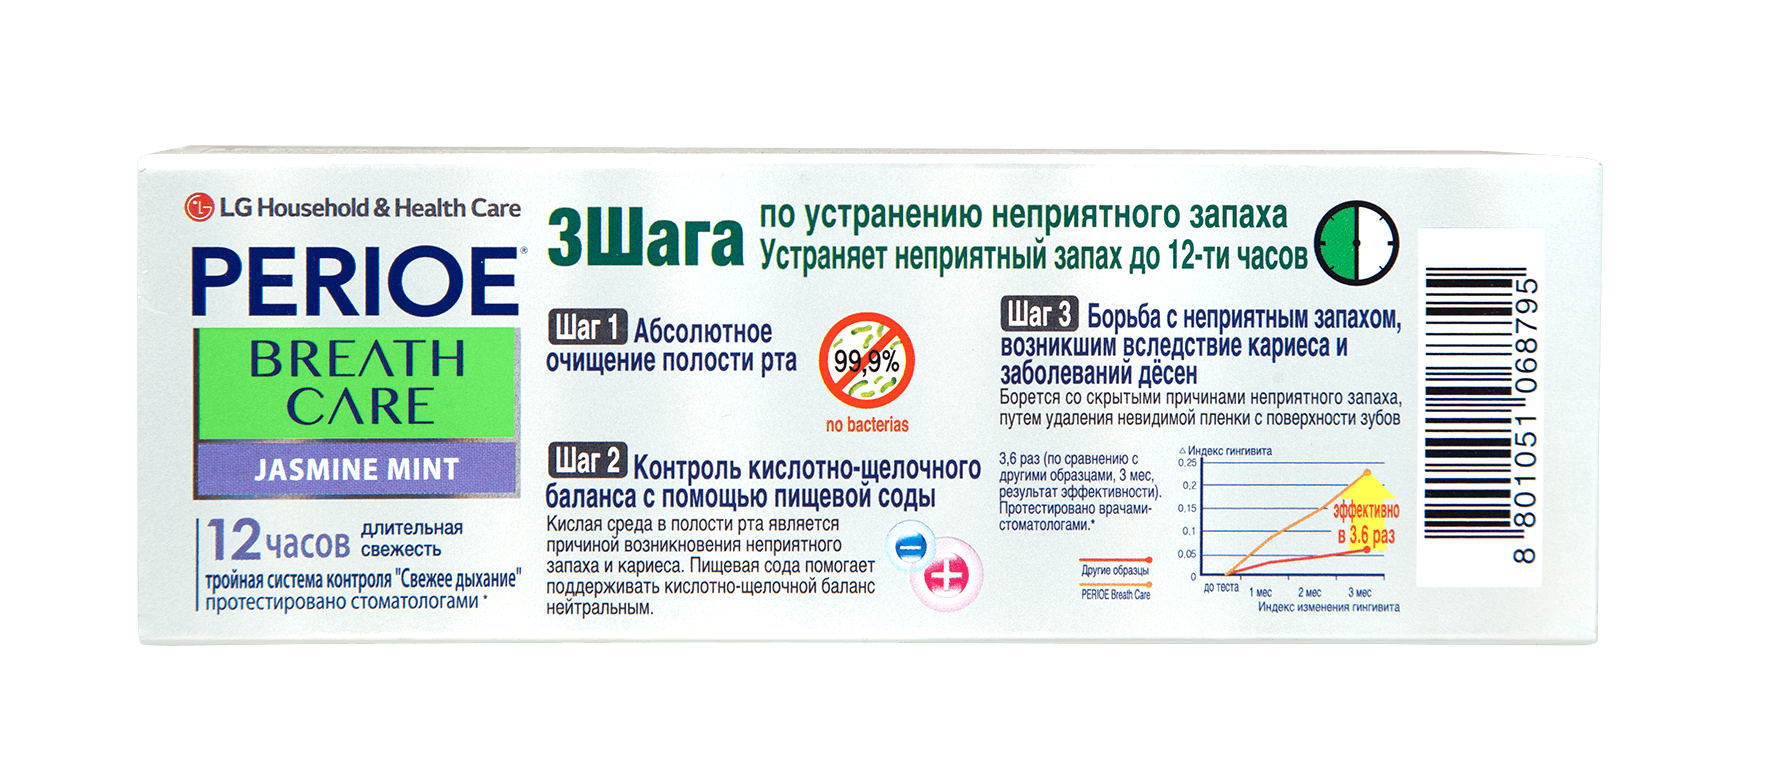 LG Household & Health Care
PERIOE®
BREATH
CARE
JASMINE MINT
12 часов длительная
свежесть
тройная система контроля "Свежее дыхание"
протестировано стоматологами *
3Шага по устранению неприятного запаха
Устраняет неприятный запах до 12-ти часов
Шаг 1 Абсолютное
очищение полости рта
99,9%
no bacterias
Шаг 2 Контроль кислотно-щелочного
баланса с помощью пищевой соды
Кислая среда в полости рта является
причиной возникновения неприятного
запаха и кариеса. Пищевая сода помогает
поддерживать кислотно-щелочной баланс
нейтральным.
Шаг 3 Борьба с неприятным запахом,
возникшим вследствие кариеса и
заболеваний дёсен
Борется со скрытыми причинами неприятного запаха,
путем удаления невидимой пленки с поверхности зубов
3,6 раз (по сравнению с
другими образцами, 3 мес,
результат эффективности).
Протестировано врачами-
стоматологами.*
Другие образцы
PERIOE Breath Care
△ Индекс гингивита
0,25
0,2
0,15
0,1
0,05
0
эффективно
в 3.6 раз
до теста 1 мес 2 мес 3 мес
Индекс изменения гингивита
8 801051 068795